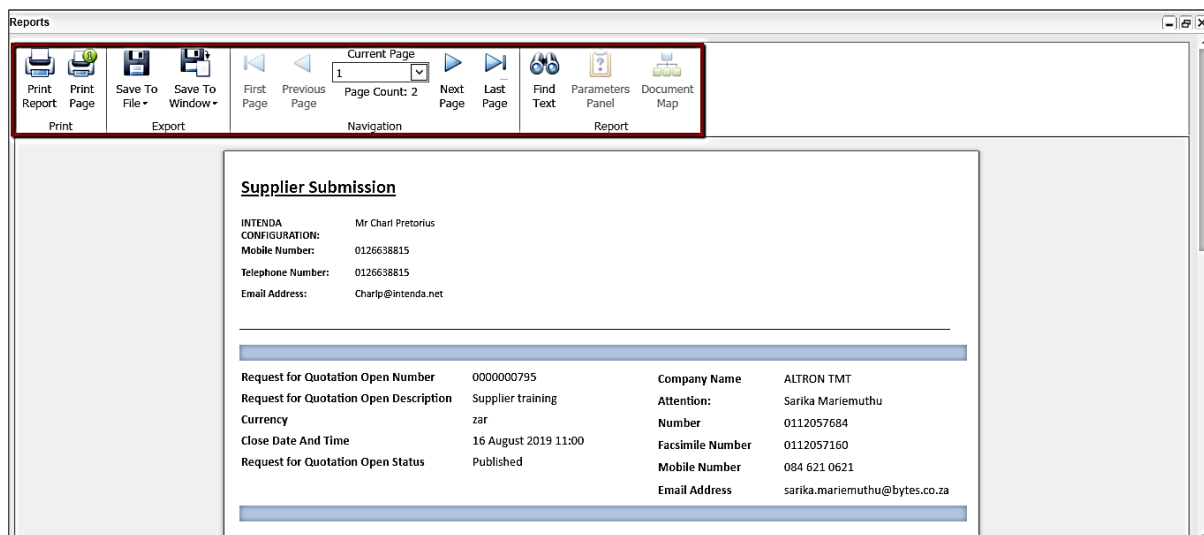 Reports
Current Page
1
Page Count: 2
Print Report
Print Page
Save To File
Save To Window
First Page
Previous Page
Next Page
Last Page
Find Text
Parameters Panel
Document Map
Print
Export
Navigation
Report
Supplier Submission
INTENDA CONFIGURATION: Mr Charl Pretorius
Mobile Number: 0126638815
Telephone Number: 0126638815
Email Address: Charlp@intenda.net
Request for Quotation Open Number 0000000795
Request for Quotation Open Description Supplier training
Currency zar
Close Date And Time 16 August 2019 11:00
Request for Quotation Open Status Published
Company Name ALTRON TMT
Attention: Sarika Mariemuthu
Number 0112057684
Facsimile Number 0112057160
Mobile Number 084 621 0621
Email Address sarika.mariemuthu@bytes.co.za